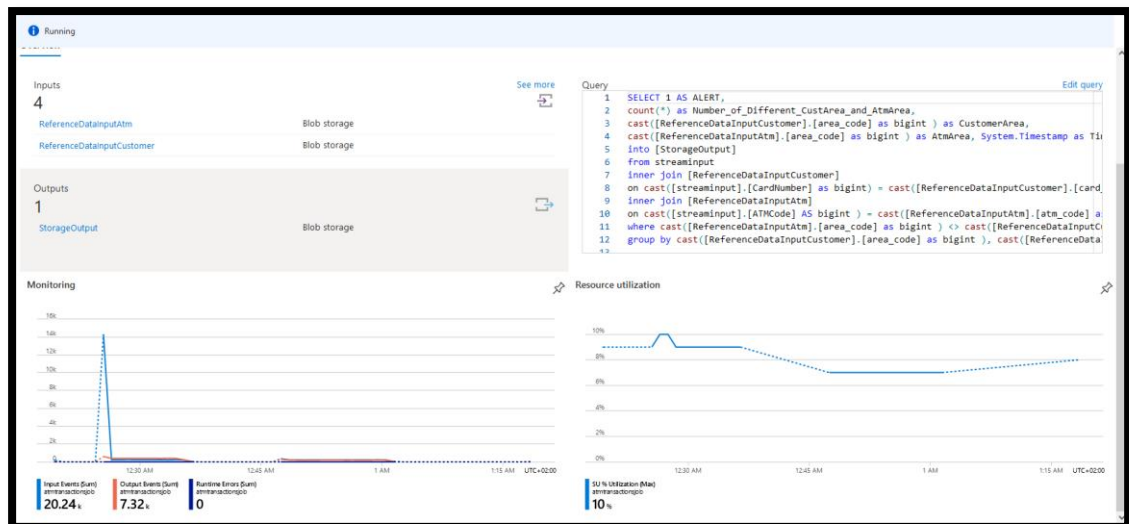 Running
Overview
Inputs
See more
4
ReferenceDataInputAtm Blob storage
ReferenceDataInputCustomer Blob storage
Outputs
1
StorageOutput Blob storage
Query
Edit query
1 SELECT 1 AS ALERT,
2 count(*) as Number_of_Different_CustArea_and_AtmArea,
3 cast([ReferenceDataInputCustomer].[area_code] as bigint ) as CustomerArea,
4 cast([ReferenceDataInputAtm].[area_code] as bigint ) as AtmArea, System.Timestamp as Ti
5 into [StorageOutput]
6 from streaminput
7 inner join [ReferenceDataInputCustomer]
8 on cast([streaminput].[CardNumber] as bigint) = cast([ReferenceDataInputCustomer].[card_
9 inner join [ReferenceDataInputAtm]
10 on cast([streaminput].[ATMCode] AS bigint ) = cast([ReferenceDataInputAtm].[atm_code] a
11 where cast([ReferenceDataInputAtm].[area_code] as bigint ) <> cast([ReferenceDataInputC
12 group by cast([ReferenceDataInputCustomer].[area_code] as bigint ), cast([ReferenceData
13
Monitoring
16k
14k
12k
10k
8k
6k
4k
2k
0
12:30 AM 12:45 AM 1 AM 1:15 AM UTC+02:00
Input Events (Sum)
atmtransactionsjob
20.24 k
Output Events (Sum)
atmtransactionsjob
7.32 k
Runtime Errors (Sum)
atmtransactionsjob
0
Resource utilization
10%
8%
6%
4%
2%
0%
12:30 AM 12:45 AM 1 AM 1:15 AM UTC+02:00
SU % Utilization (Max)
atmtransactionsjob
10 %